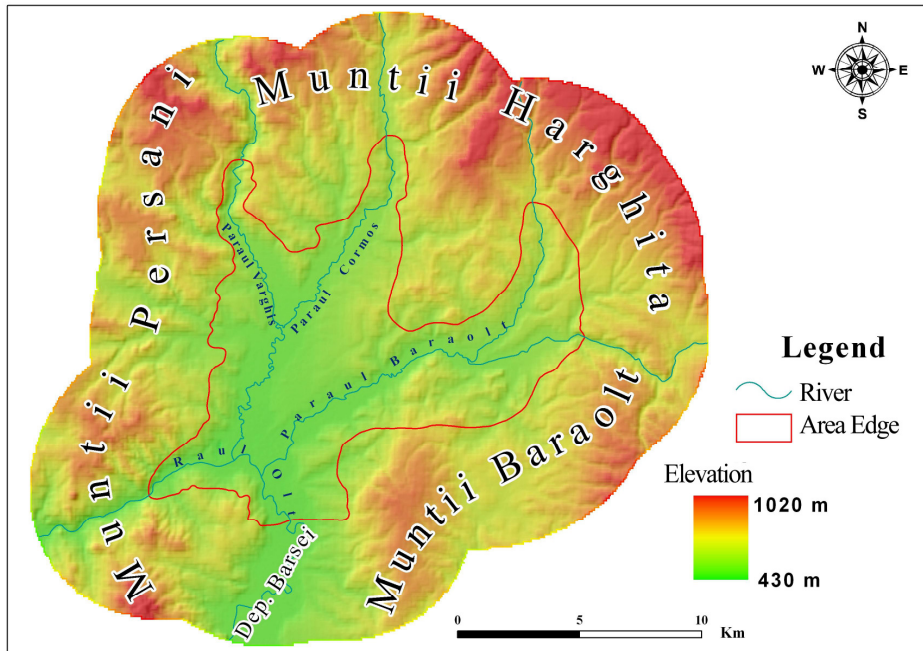 N
W E
S
Muntii Harghita
Muntii Persani
Paraul Varghis
Paraul Cormos
Paraul Baraolt
Raul Olt
Muntii Baraolt
Dep. Barsei
Legend
River
Area Edge
Elevation
1020 m
430 m
0 5 10
Km